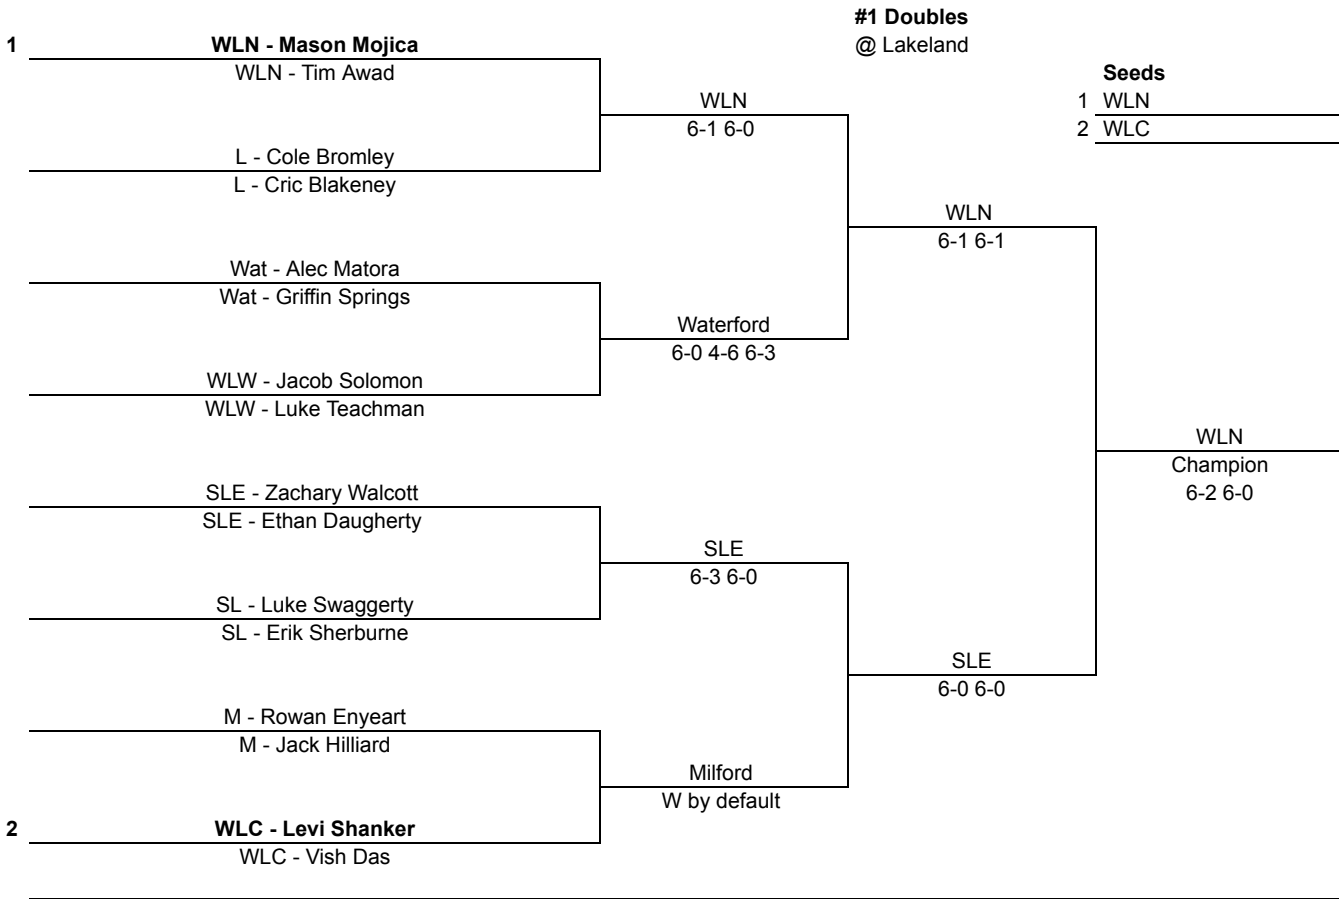 #1 Doubles
1 WLN - Mason Mojica @ Lakeland
WLN - Tim Awad Seeds
WLN 1 WLN
6-1 6-0 2 WLC
L - Cole Bromley
L - Cric Blakeney
WLN
6-1 6-1
Wat - Alec Matora
Wat - Griffin Springs
Waterford
6-0 4-6 6-3
WLW - Jacob Solomon
WLW - Luke Teachman
WLN
Champion
SLE - Zachary Walcott 6-2 6-0
SLE - Ethan Daugherty
SLE
6-3 6-0
SL - Luke Swaggerty
SL - Erik Sherburne
SLE
6-0 6-0
M - Rowan Enyeart
M - Jack Hilliard
Milford
W by default
2 WLC - Levi Shanker
WLC - Vish Das